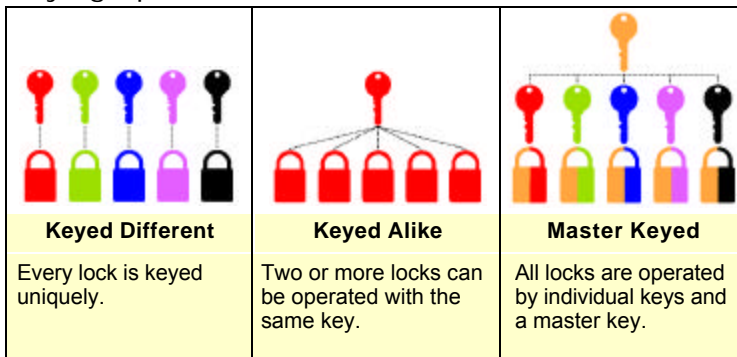 Keyed Different
Keyed Alike
Master Keyed
Every lock is keyed
uniquely.
Two or more locks can
be operated with the
same key.
All locks are operated
by individual keys and
a master key.